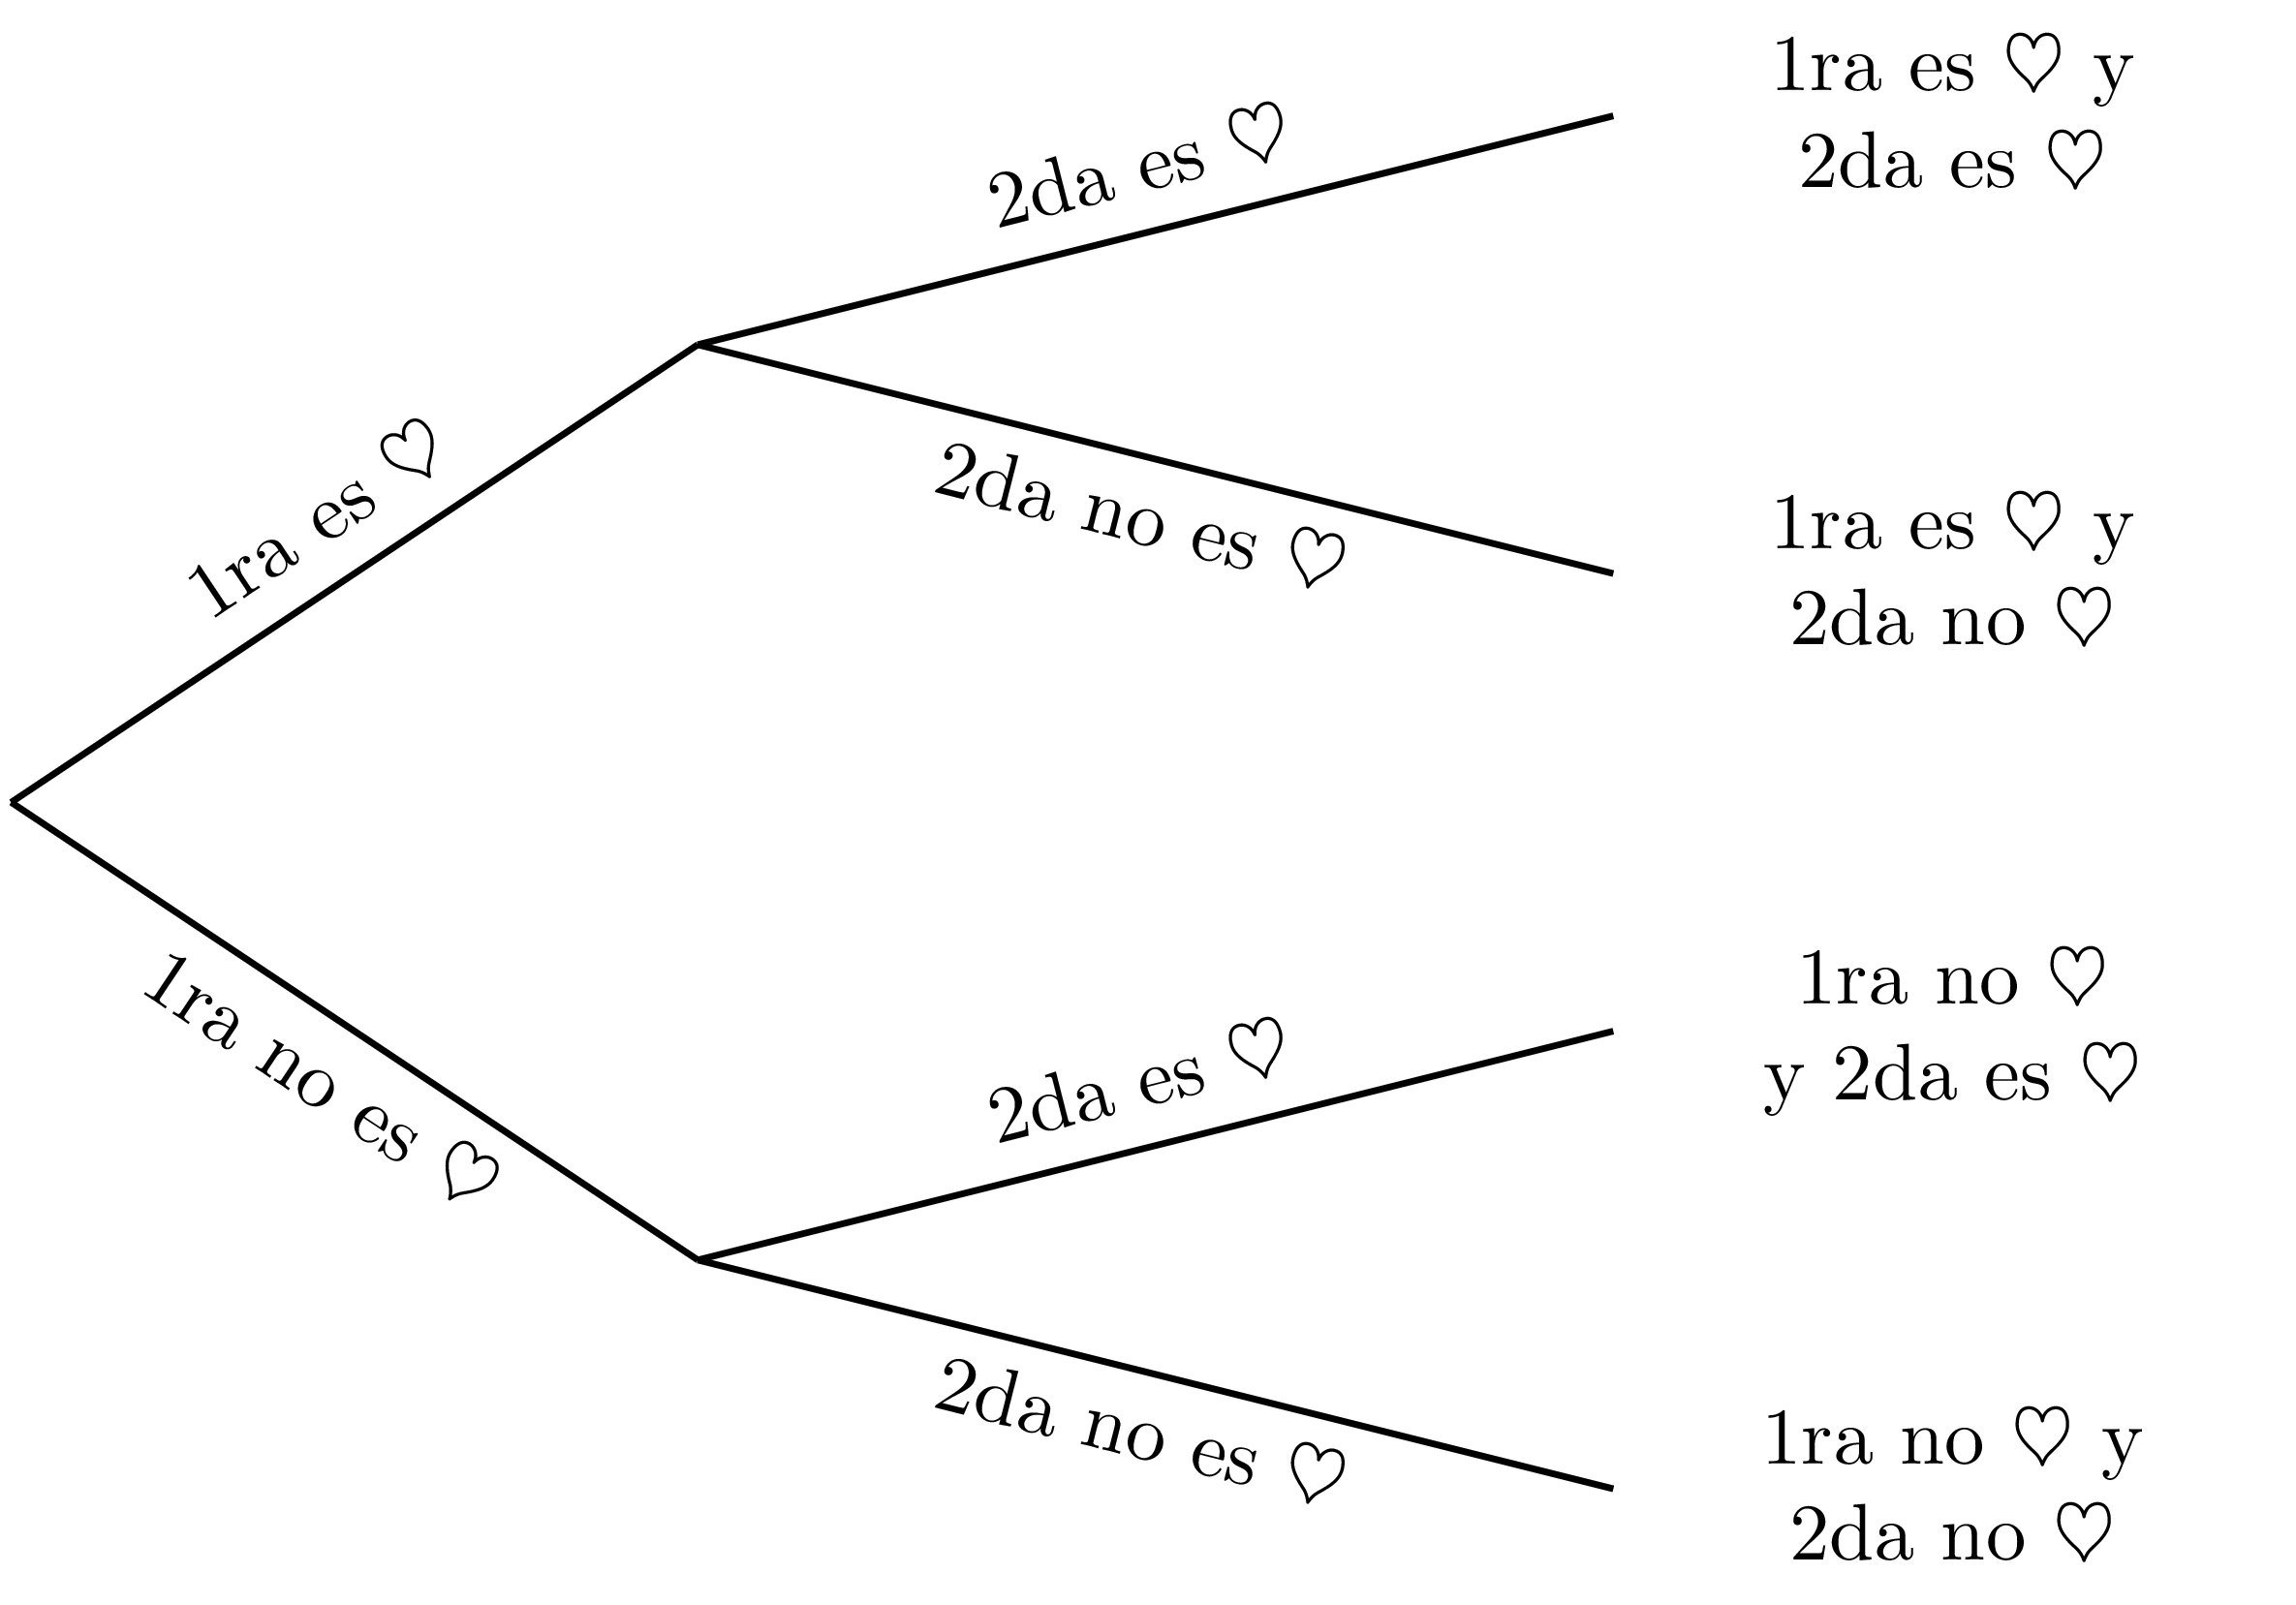 1ra es ♡ y
2da es ♡
2da es ♡
1ra es ♡
2da no es ♡
1ra es ♡ y
2da no ♡
1ra no es ♡
2da es ♡
1ra no ♡
y 2da es ♡
2da no es ♡
1ra no ♡ y
2da no ♡